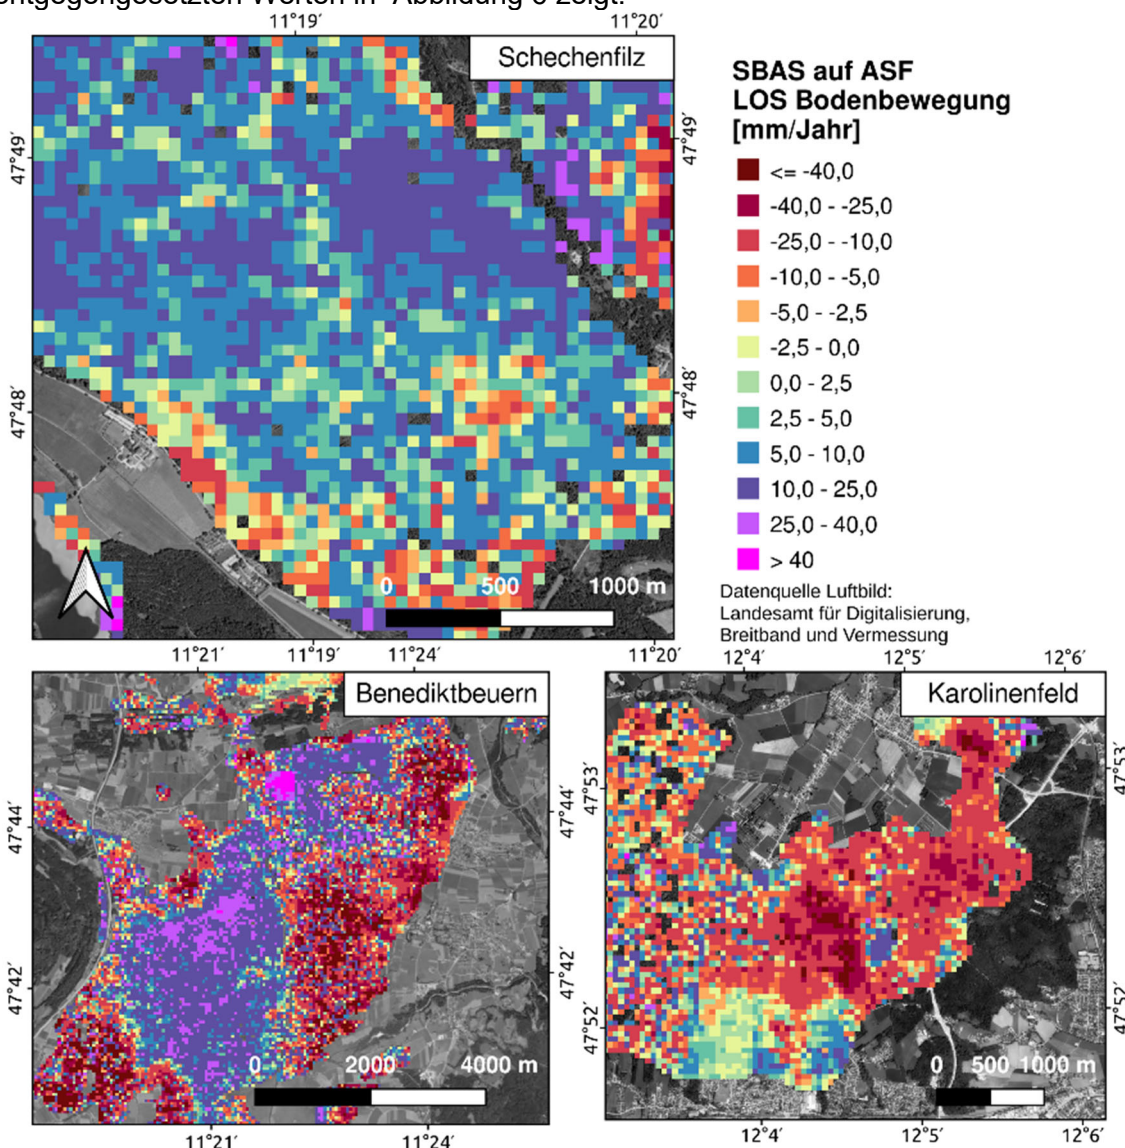 entgegengesetzten Werten in Abbildung 6 zeigt.
11°19′ 11°20′
Schechenfilz
47°49′ 47°49′
47°48′ 47°48′
0 500 1000 m
11°19′ 11°20′
SBAS auf ASF
LOS Bodenbewegung
[mm/Jahr]
<= -40,0
-40,0 - -25,0
-25,0 - -10,0
-10,0 - -5,0
-5,0 - -2,5
-2,5 - 0,0
0,0 - 2,5
2,5 - 5,0
5,0 - 10,0
10,0 - 25,0
25,0 - 40,0
> 40
Datenquelle Luftbild:
Landesamt für Digitalisierung,
Breitband und Vermessung
11°21′ 11°24′
Benediktbeuern
47°44′ 47°44′
47°42′ 47°42′
0 2000 4000 m
11°21′ 11°24′
12°4′ 12°5′ 12°6′
Karolinenfeld
47°53′ 47°53′
47°52′ 47°52′
0 500 1000 m
12°4′ 12°5′ 12°6′